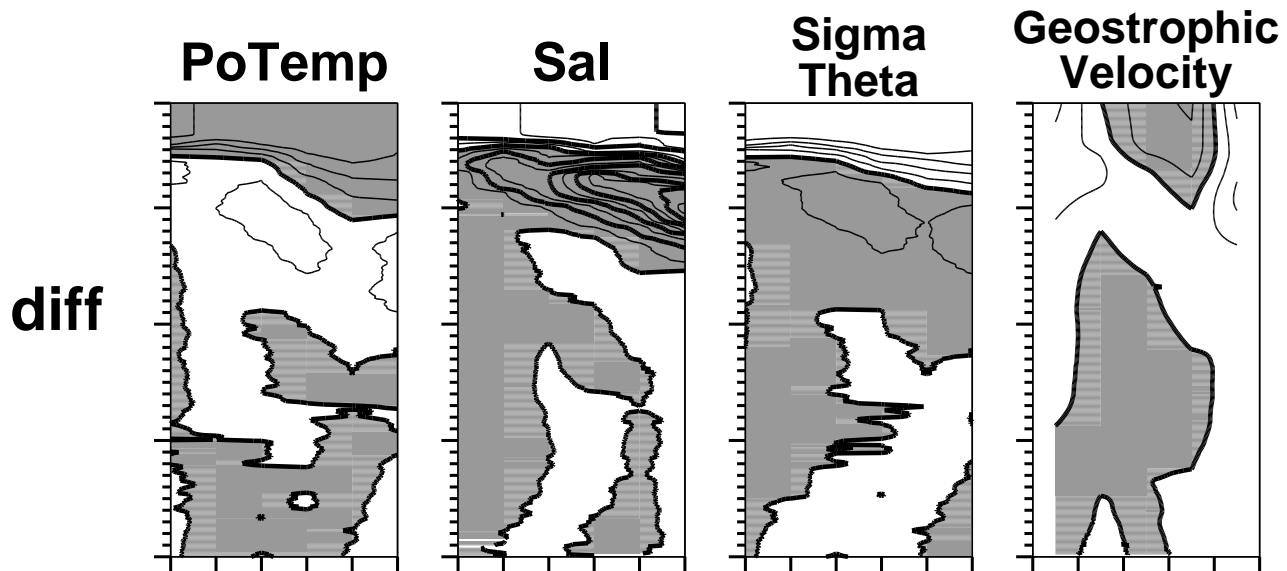 PoTemp
Sal
Sigma
Theta
Geostrophic
Velocity
diff